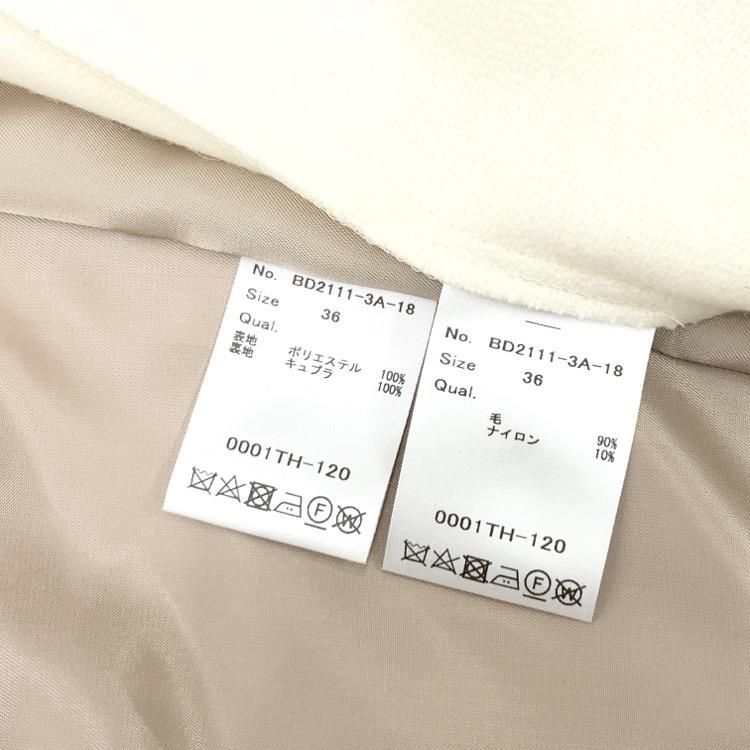 No. BD2111-3A-18
Size 36
Qual.
表地 ポリエステル 100%
裏地 キュプラ 100%
0001TH-120
F W
No. BD2111-3A-18
Size 36
Qual.
毛 90%
ナイロン 10%
0001TH-120
F W